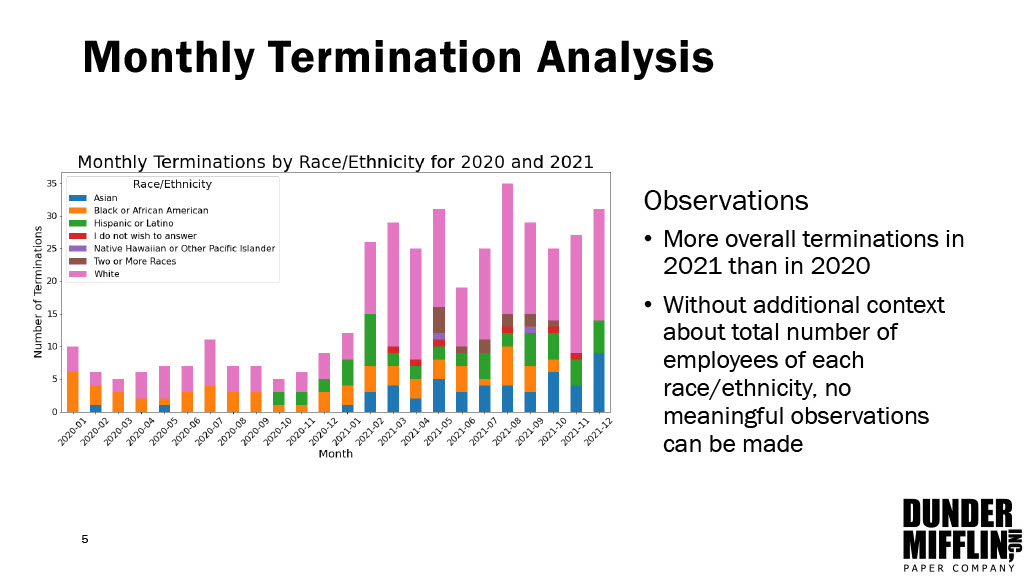 Monthly Termination Analysis
Monthly Terminations by Race/Ethnicity for 2020 and 2021
Race/Ethnicity
Asian
Black or African American
Hispanic or Latino
I do not wish to answer
Native Hawaiian or Other Pacific Islander
Two or More Races
White
Number of Terminations
35
30
25
20
15
10
5
0
2020-01
2020-02
2020-03
2020-04
2020-05
2020-06
2020-07
2020-08
2020-09
2020-10
2020-11
2020-12
2021-01
2021-02
2021-03
2021-04
2021-05
2021-06
2021-07
2021-08
2021-09
2021-10
2021-11
2021-12
Month
Observations
• More overall terminations in
2021 than in 2020
• Without additional context
about total number of
employees of each
race/ethnicity, no
meaningful observations
can be made
5
DUNDER
MIFFLIN, INC
PAPER COMPANY